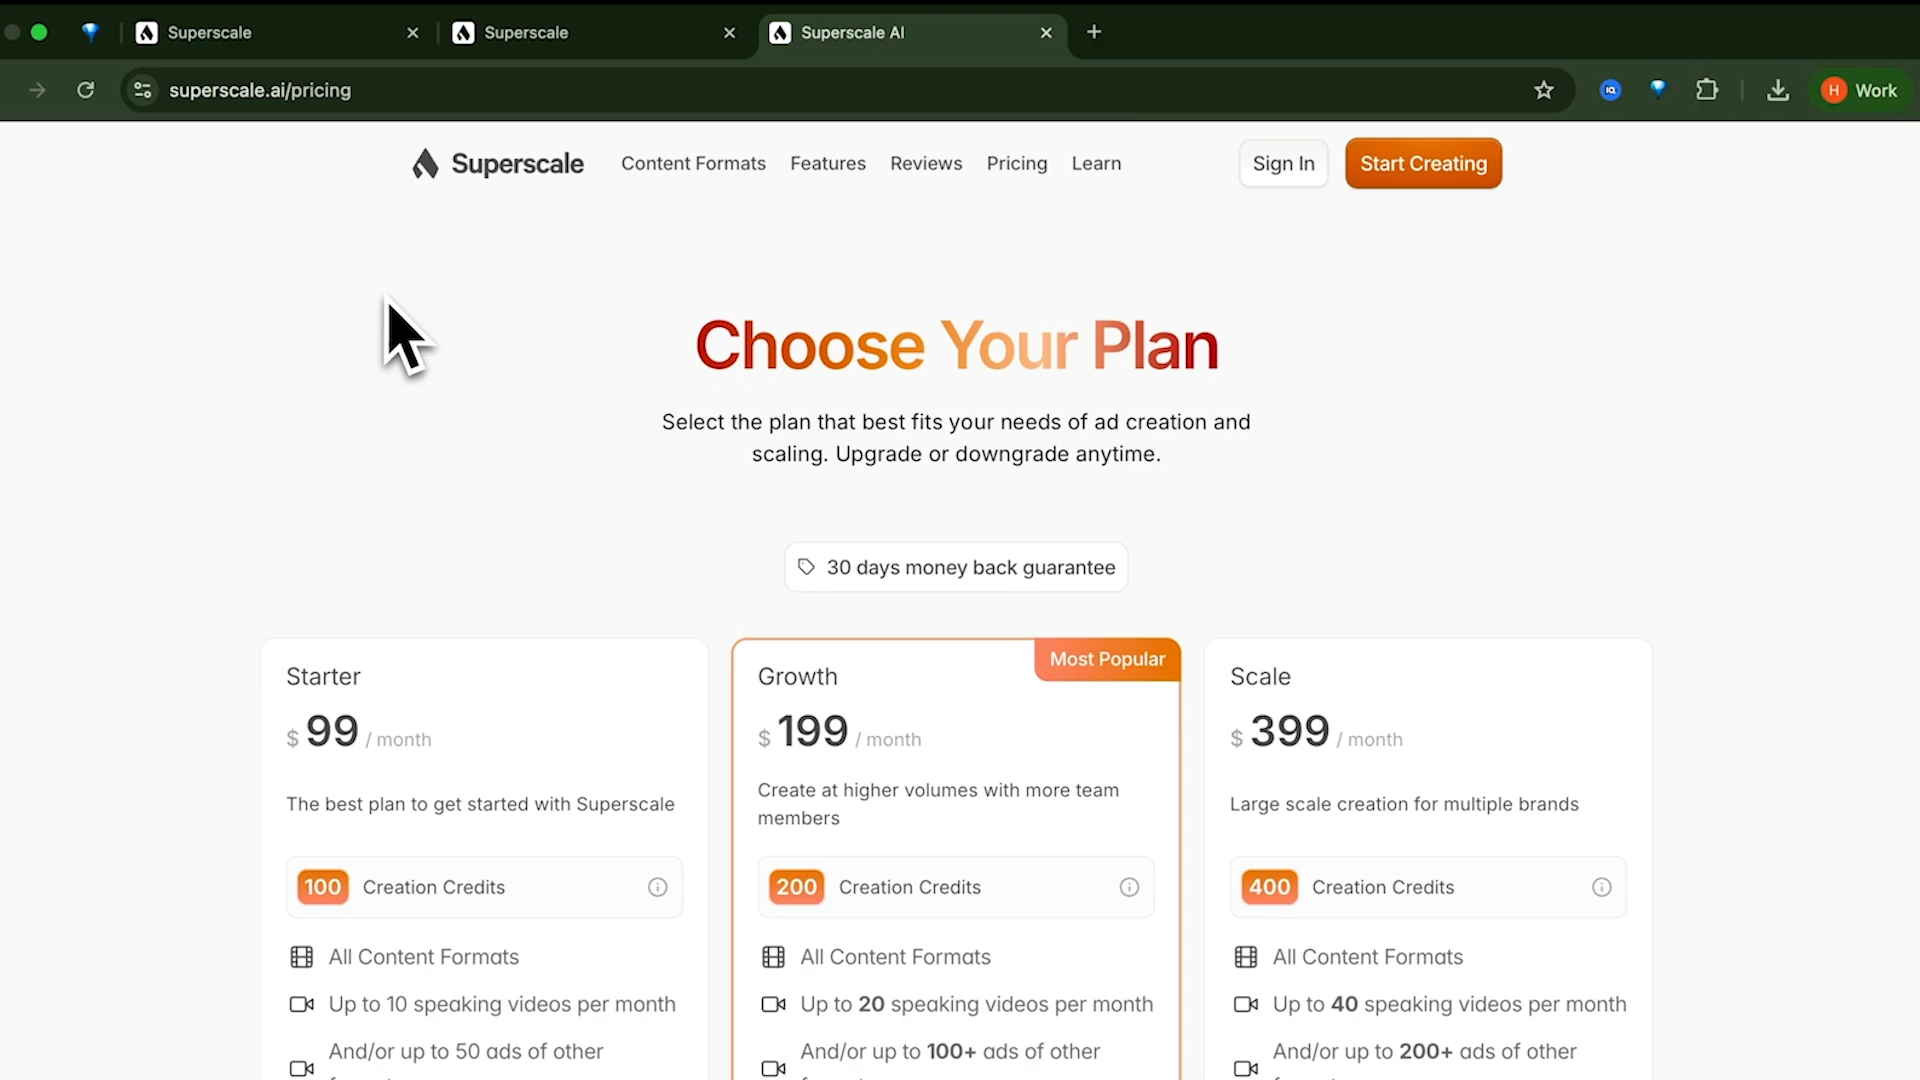 Superscale
Superscale
Superscale AI
superscale.ai/pricing
IQ
H Work
Superscale
Content Formats
Features
Reviews
Pricing
Learn
Sign In
Start Creating
Choose Your Plan
Select the plan that best fits your needs of ad creation and
scaling. Upgrade or downgrade anytime.
30 days money back guarantee
Starter
$ 99 / month
The best plan to get started with Superscale
100 Creation Credits
All Content Formats
Up to 10 speaking videos per month
And/or up to 50 ads of other
Most Popular
Growth
$ 199 / month
Create at higher volumes with more team
members
200 Creation Credits
All Content Formats
Up to 20 speaking videos per month
And/or up to 100+ ads of other
Scale
$ 399 / month
Large scale creation for multiple brands
400 Creation Credits
All Content Formats
Up to 40 speaking videos per month
And/or up to 200+ ads of other